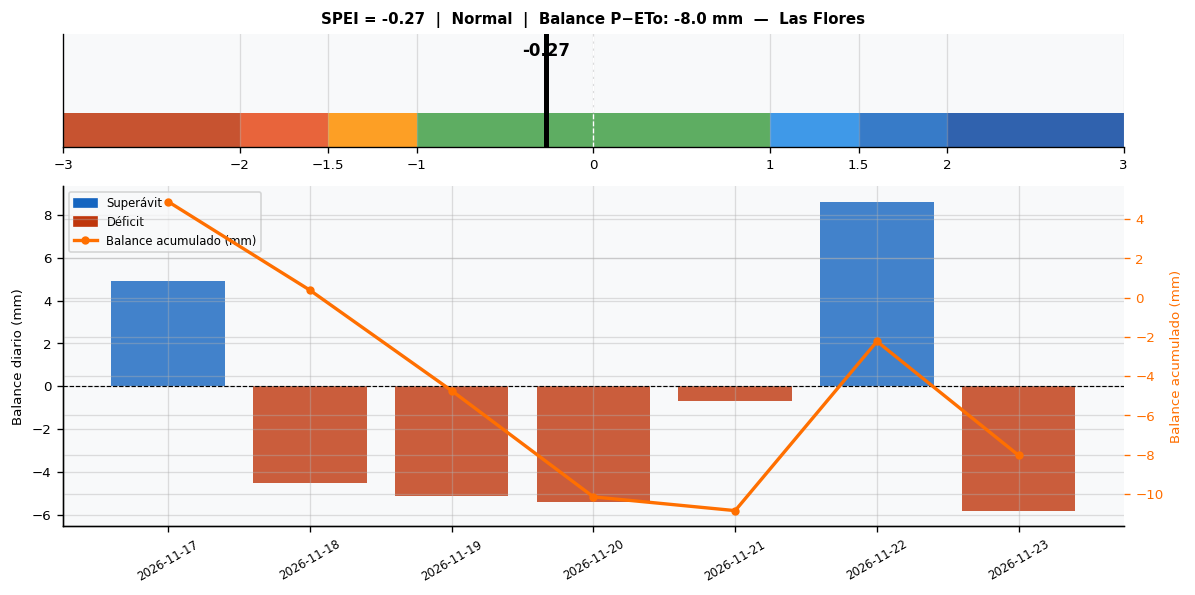 SPEI = -0.27  |  Normal  |  Balance P−ETo: -8.0 mm  —  Las Flores
-0.27
−3 −2 −1.5 −1 0 1 1.5 2 3
Superávit
Déficit
Balance acumulado (mm)
Balance diario (mm)
8
6
4
2
0
−2
−4
−6
4
2
0
−2
−4
−6
−8
−10
Balance acumulado (mm)
2026-11-17 2026-11-18 2026-11-19 2026-11-20 2026-11-21 2026-11-22 2026-11-23